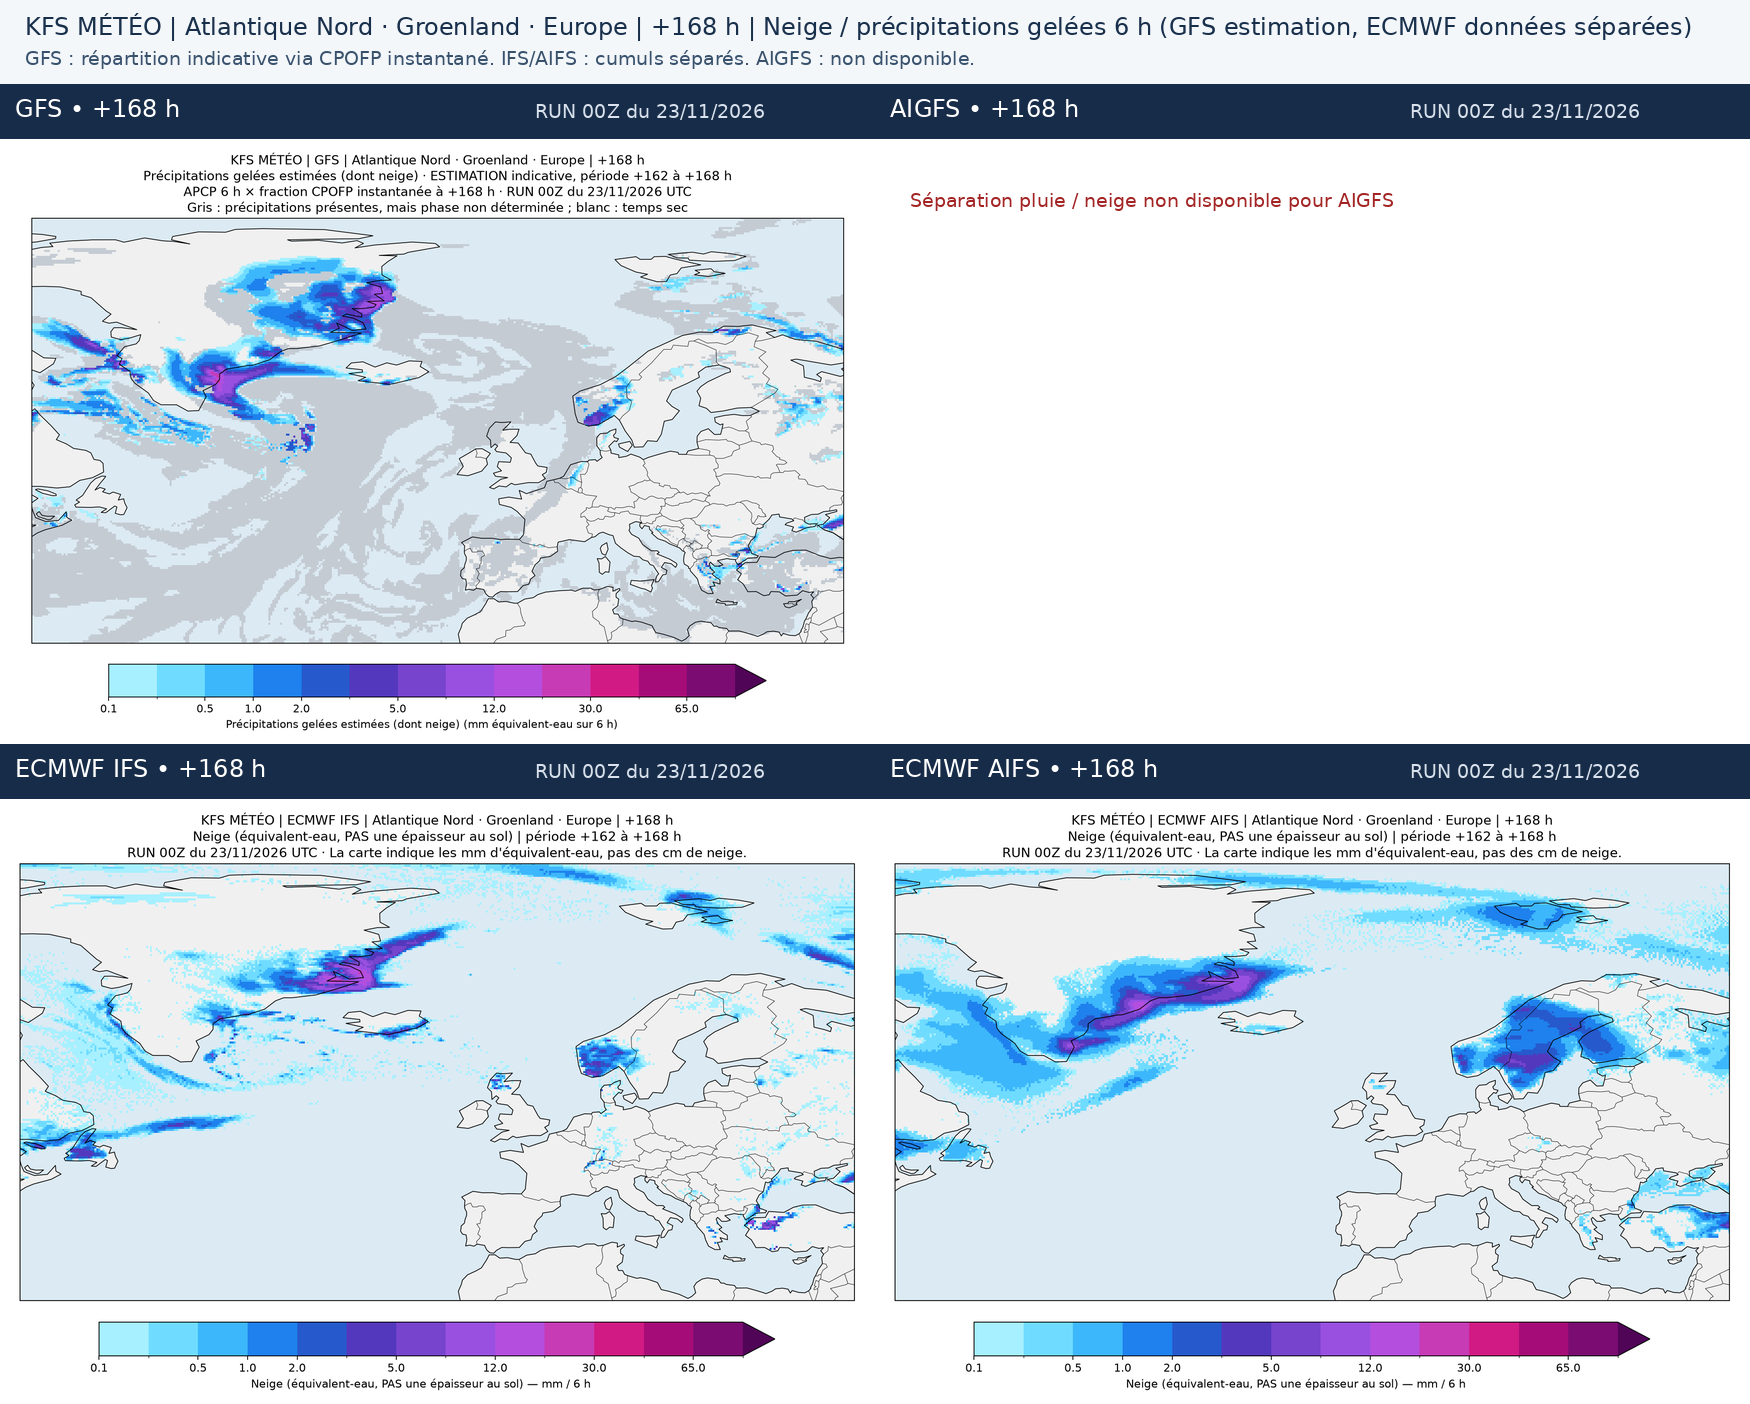 KFS MÉTÉO | Atlantique Nord · Groenland · Europe | +168 h | Neige / précipitations gelées 6 h (GFS estimation, ECMWF données séparées)
GFS : répartition indicative via CPOFP instantané. IFS/AIFS : cumuls séparés. AIGFS : non disponible.
GFS • +168 h
RUN 00Z du 23/11/2026
AIGFS • +168 h
RUN 00Z du 23/11/2026
KFS MÉTÉO | GFS | Atlantique Nord · Groenland · Europe | +168 h
Précipitations gelées estimées (dont neige) · ESTIMATION indicative, période +162 à +168 h
APCP 6 h × fraction CPOFP instantanée à +168 h · RUN 00Z du 23/11/2026 UTC
Gris : précipitations présentes, mais phase non déterminée ; blanc : temps sec
Séparation pluie / neige non disponible pour AIGFS
0.1 0.5 1.0 2.0 5.0 12.0 30.0 65.0
Précipitations gelées estimées (dont neige) (mm équivalent-eau sur 6 h)
ECMWF IFS • +168 h
RUN 00Z du 23/11/2026
ECMWF AIFS • +168 h
RUN 00Z du 23/11/2026
KFS MÉTÉO | ECMWF IFS | Atlantique Nord · Groenland · Europe | +168 h
Neige (équivalent-eau, PAS une épaisseur au sol) | période +162 à +168 h
RUN 00Z du 23/11/2026 UTC · La carte indique les mm d'équivalent-eau, pas des cm de neige.
KFS MÉTÉO | ECMWF AIFS | Atlantique Nord · Groenland · Europe | +168 h
Neige (équivalent-eau, PAS une épaisseur au sol) | période +162 à +168 h
RUN 00Z du 23/11/2026 UTC · La carte indique les mm d'équivalent-eau, pas des cm de neige.
0.1 0.5 1.0 2.0 5.0 12.0 30.0 65.0
Neige (équivalent-eau, PAS une épaisseur au sol) — mm / 6 h
0.1 0.5 1.0 2.0 5.0 12.0 30.0 65.0
Neige (équivalent-eau, PAS une épaisseur au sol) — mm / 6 h